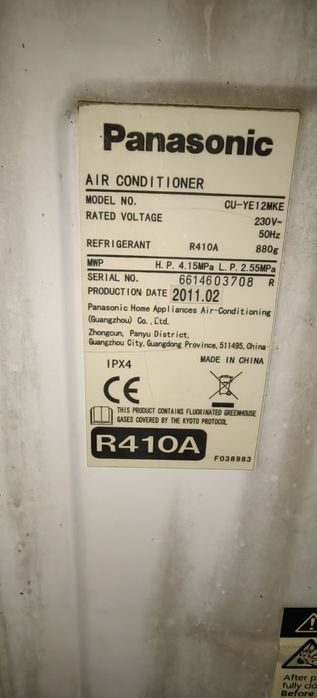 Panasonic
AIR CONDITIONER
MODEL NO. CU-YE12MKE
RATED VOLTAGE 230V~
50Hz
REFRIGERANT R410A 880g
MWP H.P. 4.15MPa L.P. 2.55MPa
SERIAL NO. 6614603708 R
PRODUCTION DATE 2011.02
Panasonic Home Appliances Air-Conditioning
(Guangzhou) Co.,Ltd.
Zhongcun, Panyu District,
Guangzhou City, Guangdong Province, 511495, China
IPX4 MADE IN CHINA
CE
THIS PRODUCT CONTAINS FLUORINATED GREENHOUSE
GASES COVERED BY THE KYOTO PROTOCOL
R410A F036983
After
fully
Before